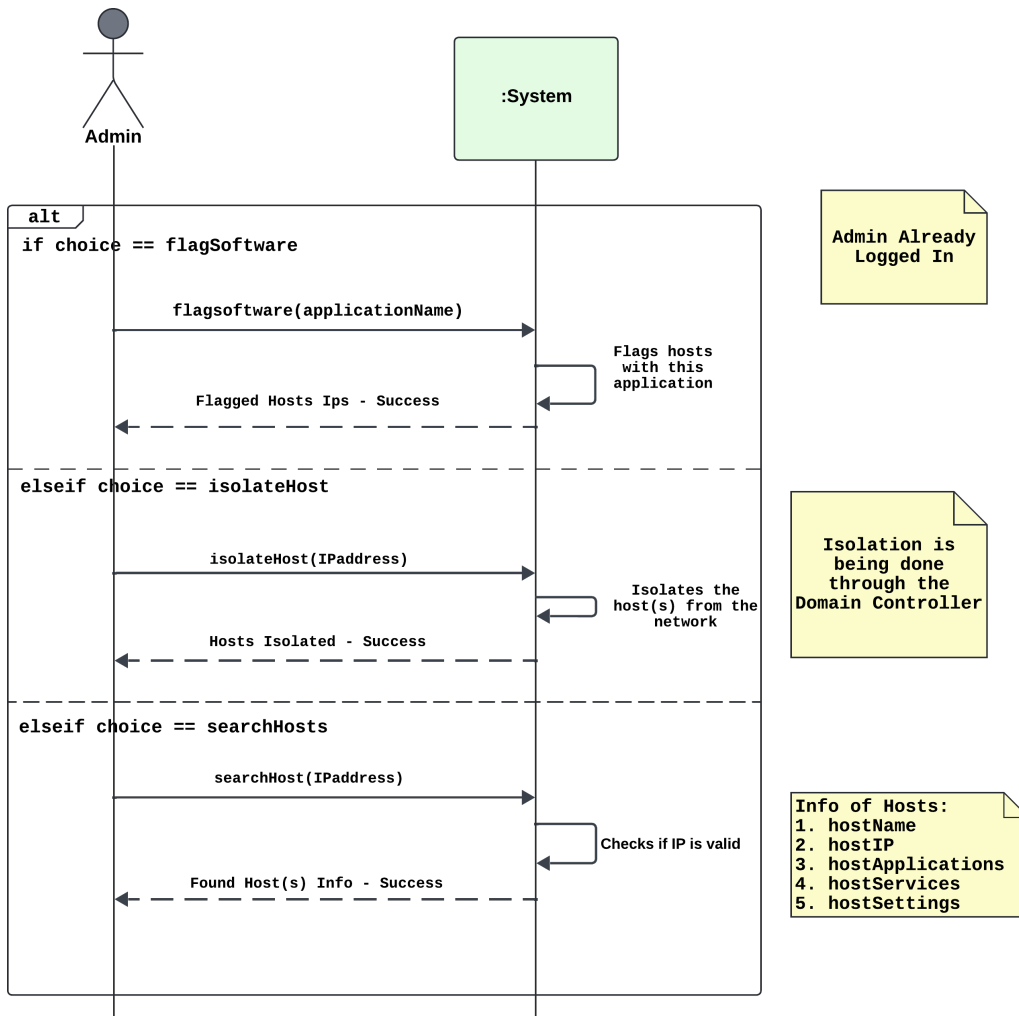 Admin
:System
alt
if choice == flagSoftware
Admin Already
Logged In
flagsoftware(applicationName)
Flags hosts
with this
application
Flagged Hosts Ips - Success
elseif choice == isolateHost
Isolation is
being done
through the
Domain Controller
isolateHost(IPaddress)
Isolates the
host(s) from the
network
Hosts Isolated - Success
elseif choice == searchHosts
searchHost(IPaddress)
Checks if IP is valid
Found Host(s) Info - Success
Info of Hosts:
1. hostName
2. hostIP
3. hostApplications
4. hostServices
5. hostSettings